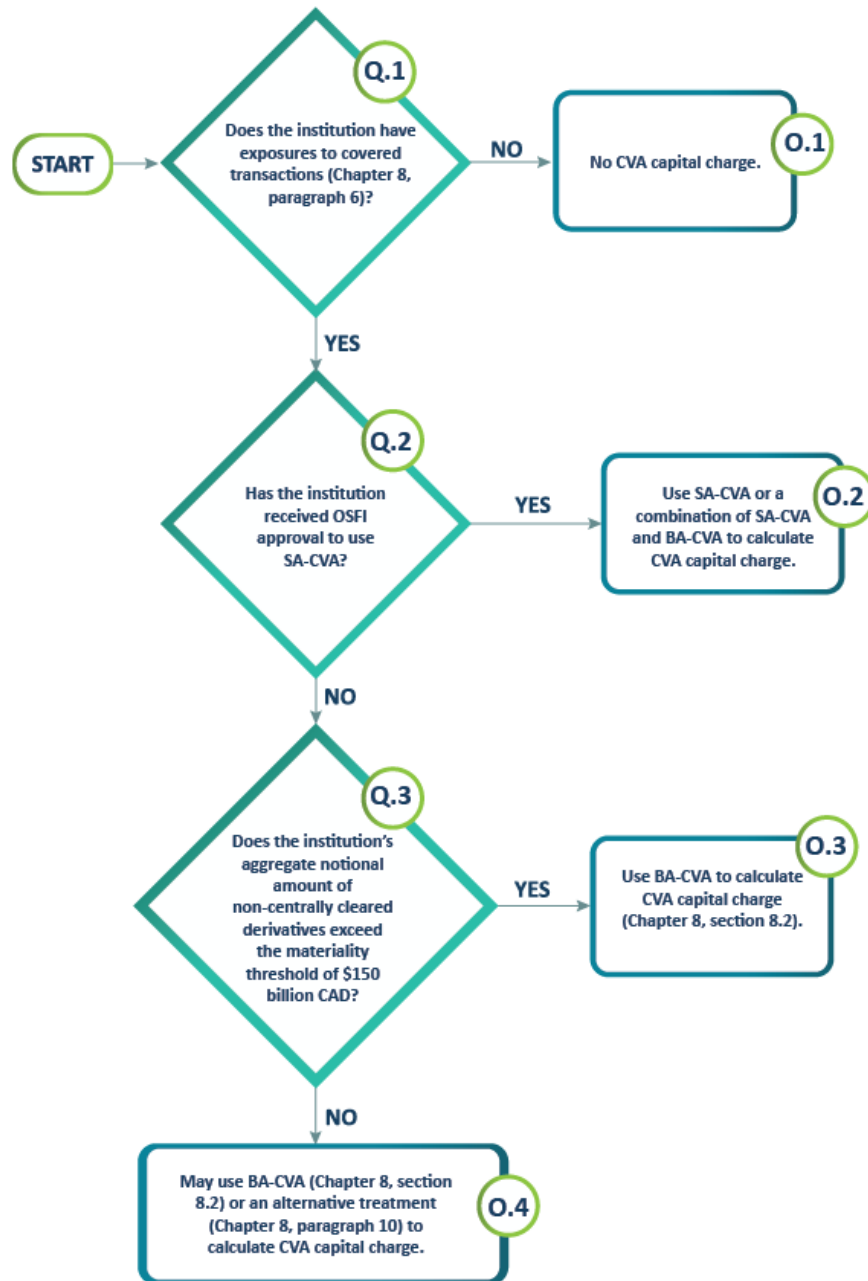 Q.1
START
Does the institution have
exposures to covered
transactions (Chapter 8,
paragraph 6)?
NO
O.1
No CVA capital charge.
YES
Q.2
Has the institution
received OSFI
approval to use
SA-CVA?
YES
O.2
Use SA-CVA or a
combination of SA-CVA
and BA-CVA to calculate
CVA capital charge.
NO
Q.3
Does the institution’s
aggregate notional
amount of
non-centrally cleared
derivatives exceed
the materiality
threshold of $150
billion CAD?
YES
O.3
Use BA-CVA to calculate
CVA capital charge
(Chapter 8, section 8.2).
NO
May use BA-CVA (Chapter 8, section
8.2) or an alternative treatment
(Chapter 8, paragraph 10) to
calculate CVA capital charge.
O.4